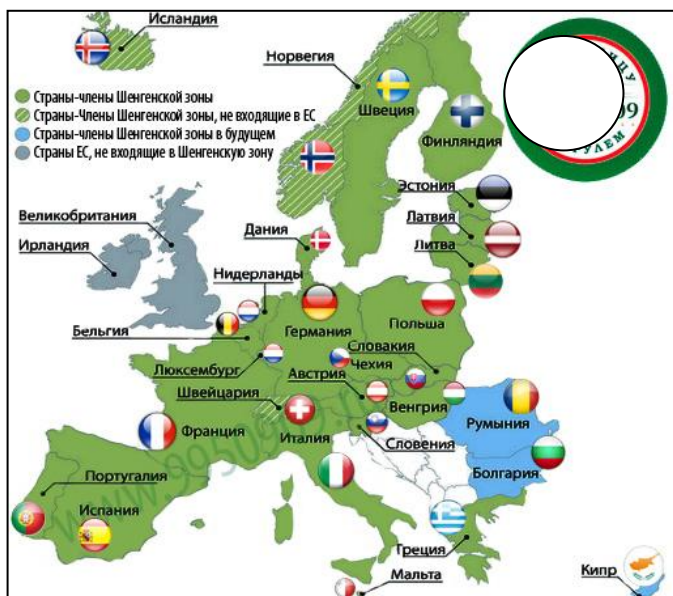 Исландия
Норвегия
Страны-члены Шенгенской зоны
Страны-Члены Шенгенской зоны, не входящие в ЕС
Страны-члены Шенгенской зоны в будущем
Страны ЕС, не входящие в Шенгенскую зону
Швеция
Финляндия
99
РУЛЕМ
Эстония
Латвия
Литва
Великобритания
Ирландия
Дания
Нидерланды
Германия
Польша
Бельгия
Словакия
Чехия
Люксембург
Австрия
Швейцария
Венгрия
Румыния
Франция
Италия
Словения
Болгария
Португалия
Испания
Греция
Мальта
Кипр